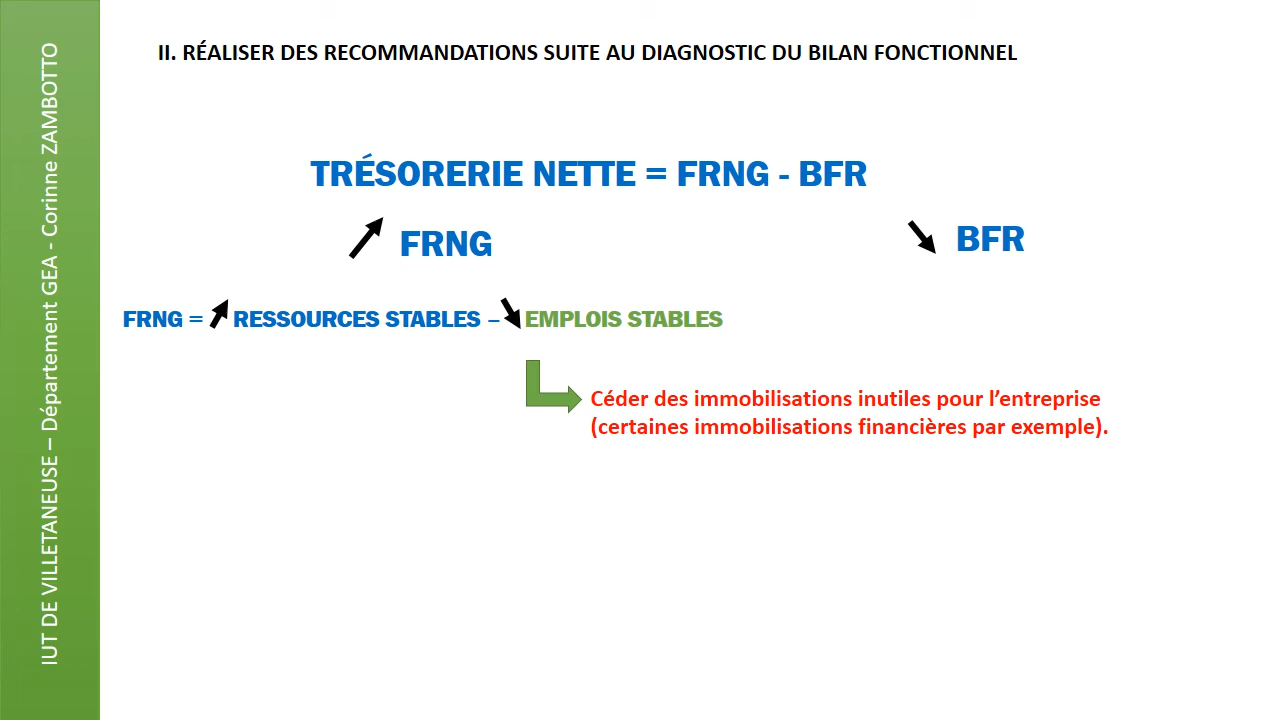 IUT DE VILLETANEUSE – Département GEA - Corinne ZAMBOTTO
II. RÉALISER DES RECOMMANDATIONS SUITE AU DIAGNOSTIC DU BILAN FONCTIONNEL
TRÉSORERIE NETTE = FRNG - BFR
FRNG
BFR
FRNG = RESSOURCES STABLES – EMPLOIS STABLES
Céder des immobilisations inutiles pour l’entreprise
(certaines immobilisations financières par exemple).